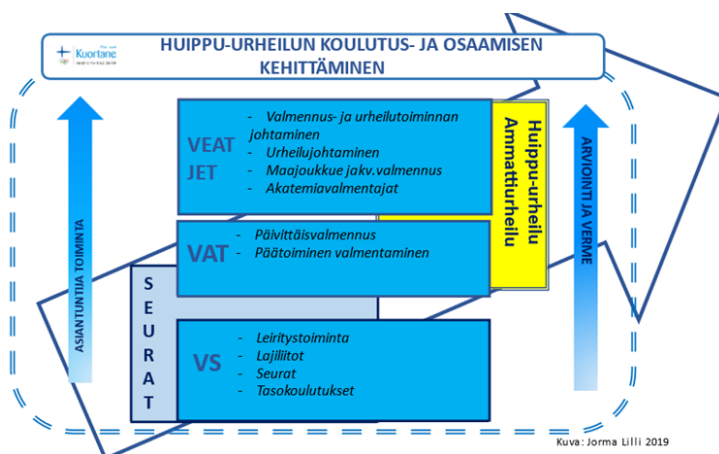 Kuortane
HUIPPU-URHEILUN KOULUTUS- JA OSAAMISEN
KEHITTÄMINEN
ASIANTUNTIJA TOIMINTA
VEAT
JET
- Valmennus- ja urheilutoiminnan
johtaminen
- Urheilujohtaminen
- Maajoukkue jakv.valmennus
- Akatemiavalmentajat
Huippu-urheilu
Ammattiurheilu
ARVIOINTI JA VERME
VAT
- Päivittäisvalmennus
- Päätoiminen valmentaminen
SEURAT
VS
- Leiritystoiminta
- Lajiliitot
- Seurat
- Tasokoulutukset
Kuva: Jorma Lilli 2019